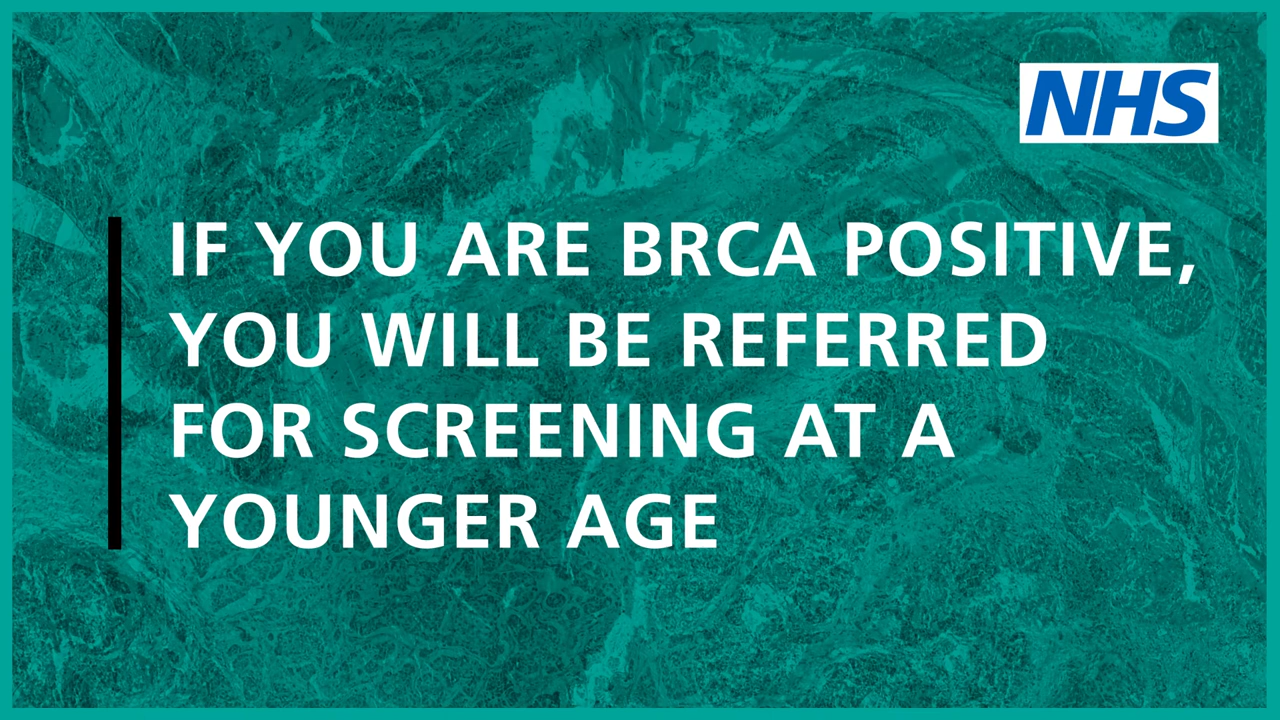 NHS
IF YOU ARE BRCA POSITIVE,
YOU WILL BE REFERRED
FOR SCREENING AT A
YOUNGER AGE